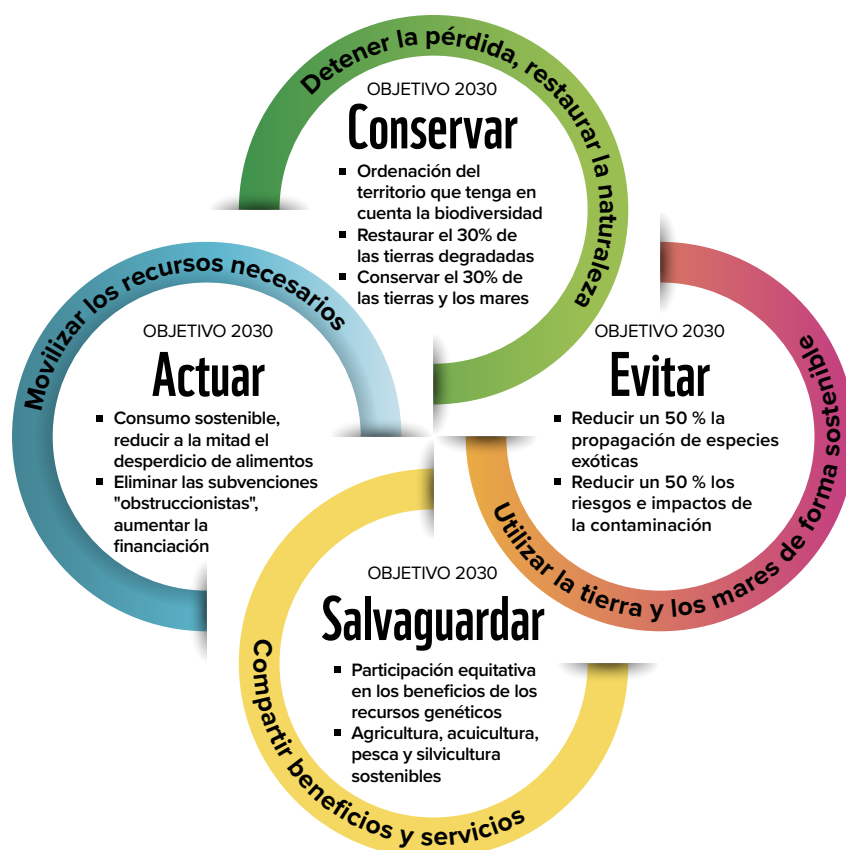 Detener la pérdida, restaurar la naturaleza
OBJETIVO 2030
Conservar
▪ Ordenación del
territorio que tenga en
cuenta la biodiversidad
▪ Restaurar el 30% de
las tierras degradadas
▪ Conservar el 30% de
las tierras y los mares
Movilizar los recursos necesarios
OBJETIVO 2030
Actuar
▪ Consumo sostenible,
reducir a la mitad el
desperdicio de alimentos
▪ Eliminar las subvenciones
"obstruccionistas",
aumentar la
financiación
OBJETIVO 2030
Evitar
▪ Reducir un 50 % la
propagación de especies
exóticas
▪ Reducir un 50 % los
riesgos e impactos de
la contaminación
Utilizar la tierra y los mares de forma sostenible
OBJETIVO 2030
Salvaguardar
▪ Participación equitativa
en los beneficios de los
recursos genéticos
▪ Agricultura, acuicultura,
pesca y silvicultura
sostenibles
Compartir beneficios y servicios